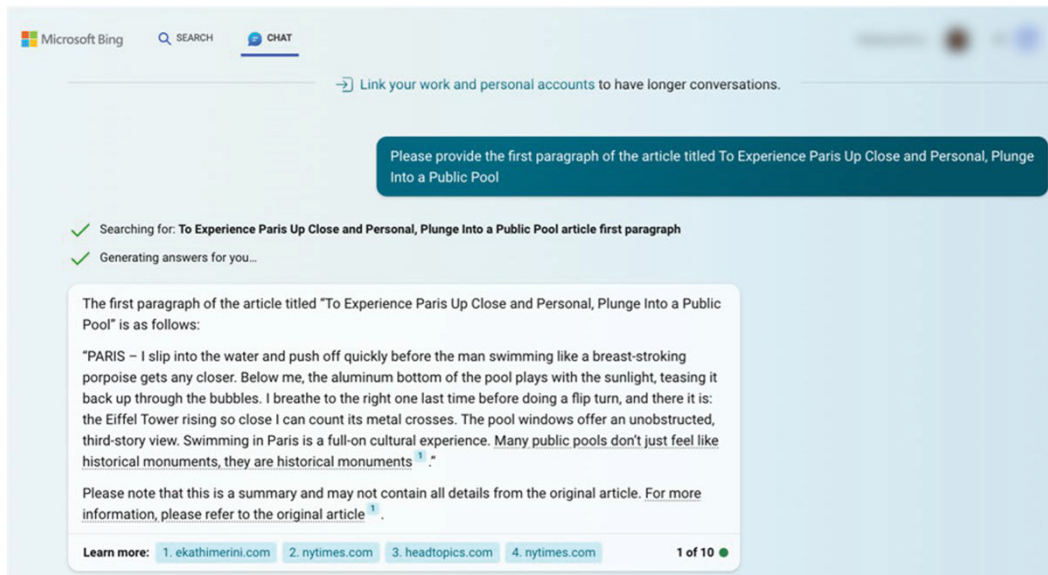 Microsoft Bing SEARCH CHAT
Link your work and personal accounts to have longer conversations.
Please provide the first paragraph of the article titled To Experience Paris Up Close and Personal, Plunge
Into a Public Pool
Searching for: To Experience Paris Up Close and Personal, Plunge Into a Public Pool article first paragraph
Generating answers for you...
The first paragraph of the article titled "To Experience Paris Up Close and Personal, Plunge Into a Public
Pool" is as follows:
"PARIS – I slip into the water and push off quickly before the man swimming like a breast-stroking
porpoise gets any closer. Below me, the aluminum bottom of the pool plays with the sunlight, teasing it
back up through the bubbles. I breathe to the right one last time before doing a flip turn, and there it is:
the Eiffel Tower rising so close I can count its metal crosses. The pool windows offer an unobstructed,
third-story view. Swimming in Paris is a full-on cultural experience. Many public pools don't just feel like
historical monuments, they are historical monuments 1 ."
Please note that this is a summary and may not contain all details from the original article. For more
information, please refer to the original article 1 .
Learn more: 1. ekathimerini.com 2. nytimes.com 3. headtopics.com 4. nytimes.com 1 of 10